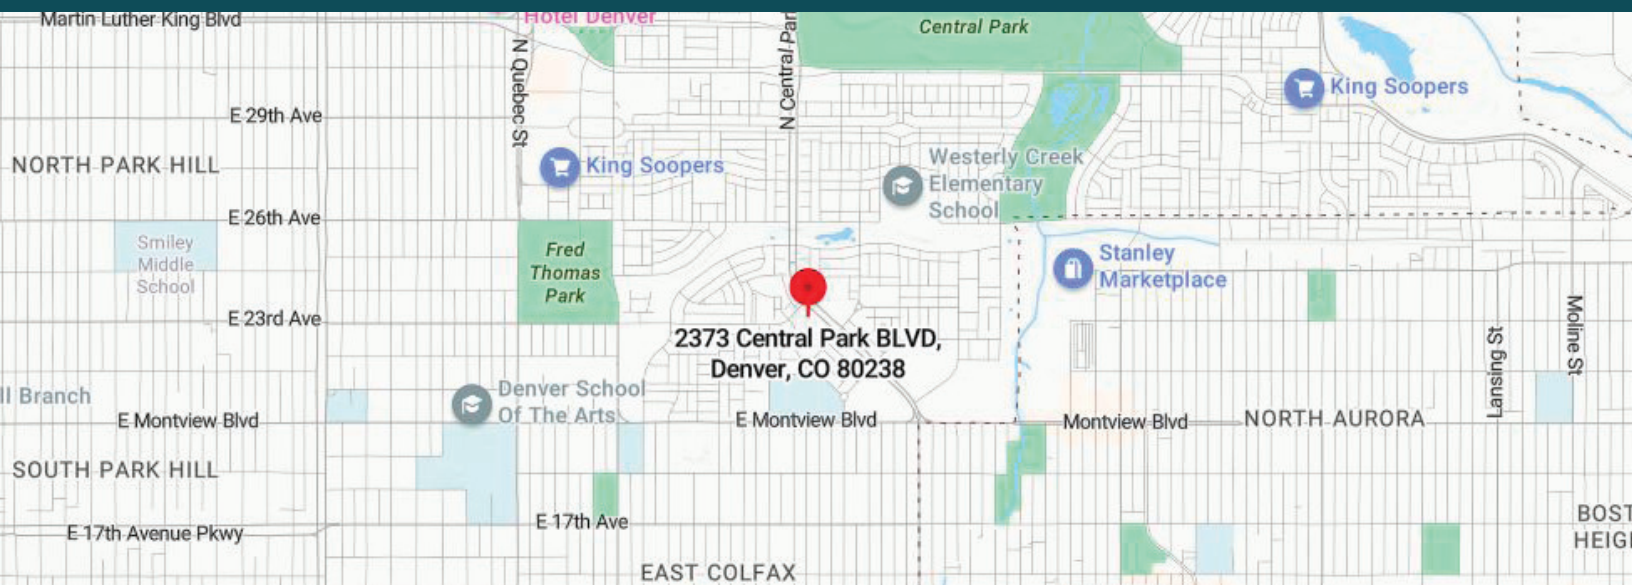 Martin Luther King Blvd
Hotel Denver
Central Park
N Quebec St
N Central Par
King Soopers
E 29th Ave
NORTH PARK HILL
King Soopers
Westerly Creek
Elementary
School
E 26th Ave
Smiley
Middle
School
Fred
Thomas
Park
Stanley
Marketplace
E 23rd Ave
2373 Central Park BLVD,
Denver, CO 80238
Lansing St
Moline St
ll Branch
Denver School
Of The Arts
E Montview Blvd
E Montview Blvd
Montview Blvd
NORTH AURORA
SOUTH PARK HILL
E 17th Avenue Pkwy
E 17th Ave
BOST
HEIG
EAST COLFAX